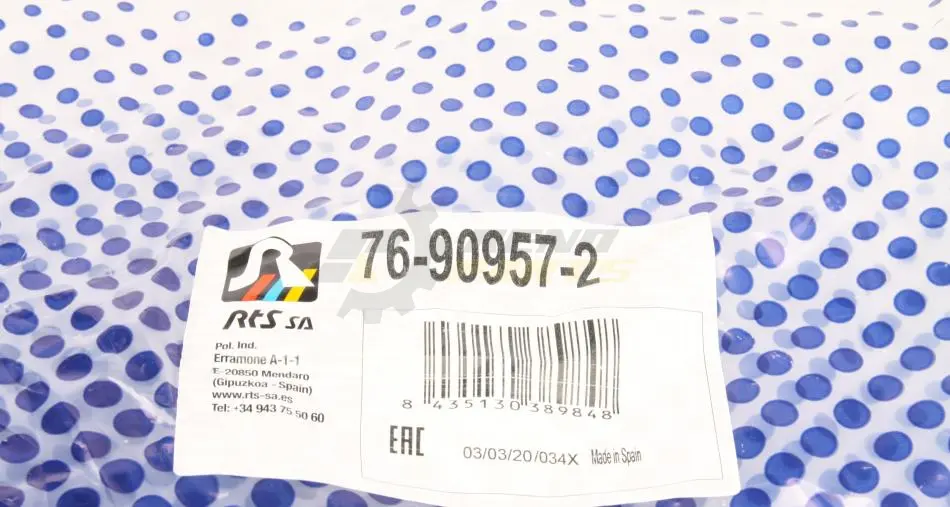 76-90957-2
RtS SA
Pol. Ind.
Erramone A-1-1
E-20850 Mendaro
(Gipuzkoa - Spain)
www.rts-sa.es
Tel: +34 943 75 50 60
8 435130 389848
EAC
03/03/20/034X Made in Spain